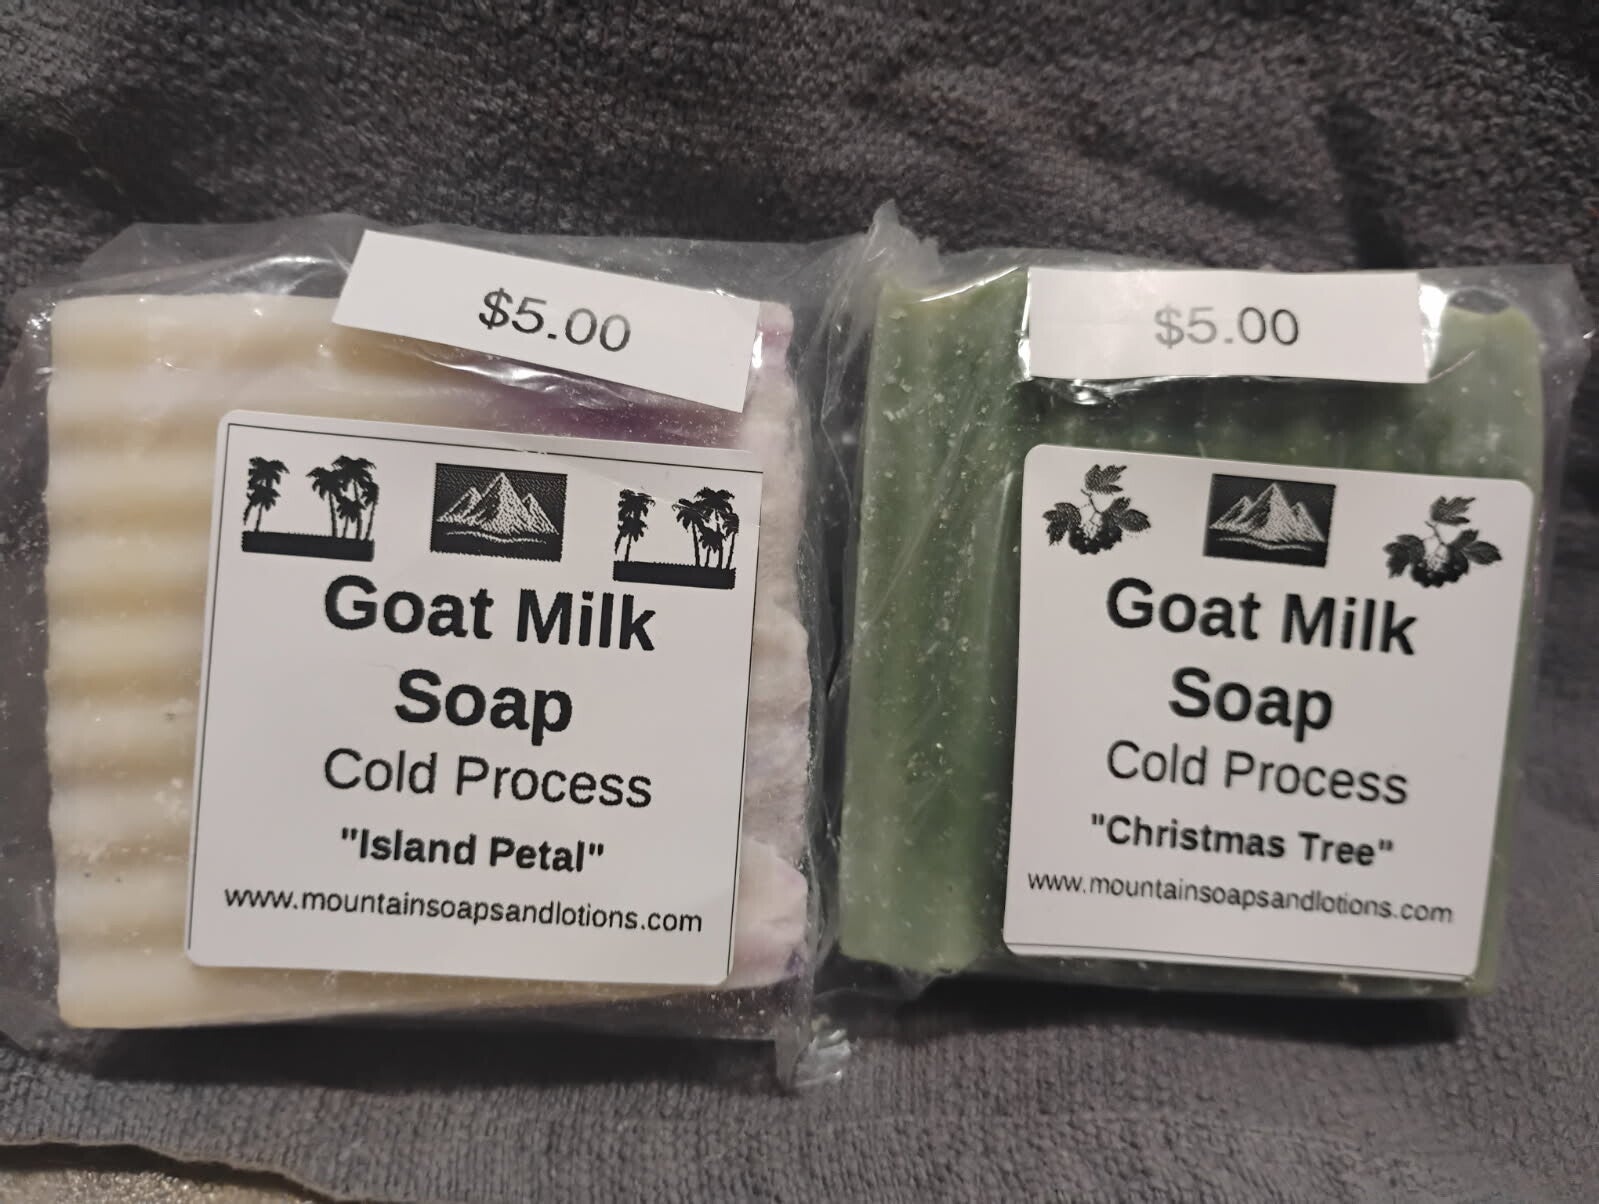 $5.00
Goat Milk
Soap
Cold Process
"Island Petal"
www.mountainsoapsandlotions.com
$5.00
Goat Milk
Soap
Cold Process
"Christmas Tree"
www.mountainsoapsandlotions.com